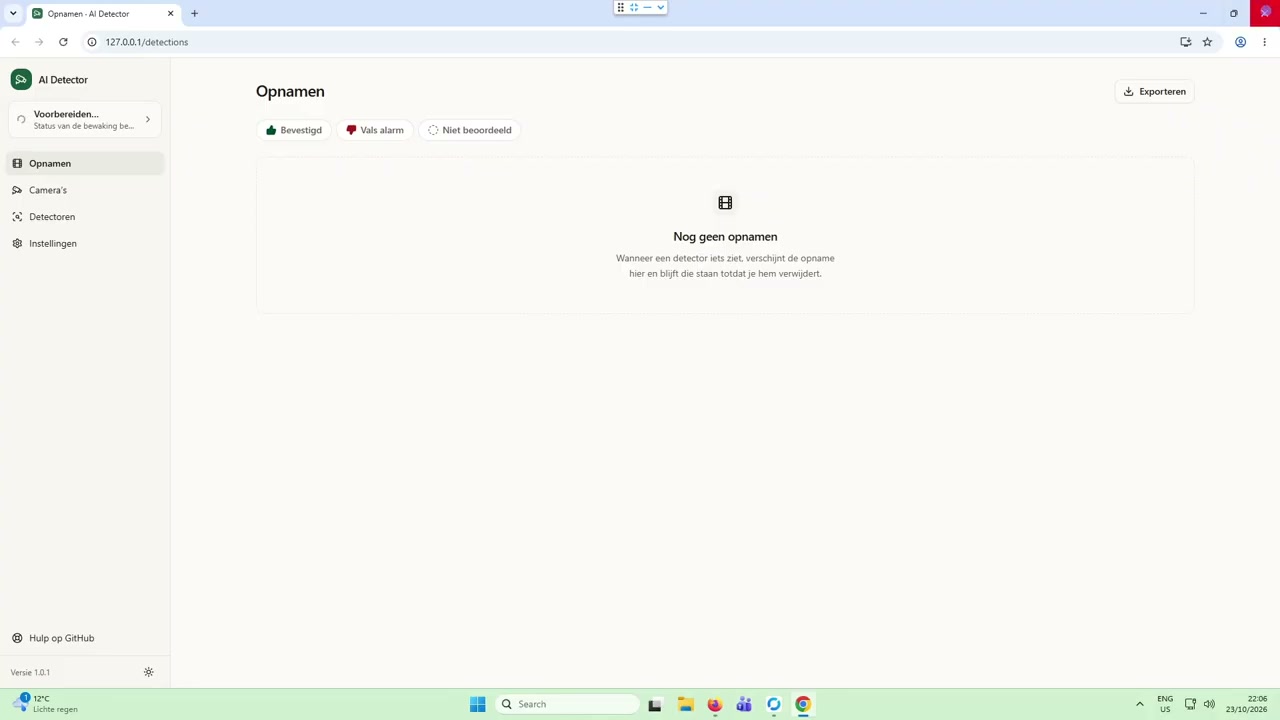 Opnamen - AI Detector
127.0.0.1/detections
AI Detector
Voorbereiden...
Status van de bewaking be...
Opnamen
Camera's
Detectoren
Instellingen
Hulp op GitHub
Versie 1.0.1
Opnamen
Exporteren
Bevestigd
Vals alarm
Niet beoordeeld
Nog geen opnamen
Wanneer een detector iets ziet, verschijnt de opname
hier en blijft die staan totdat je hem verwijdert.
1
12°C
Lichte regen
Search
ENG
US
22:06
23/10/2026